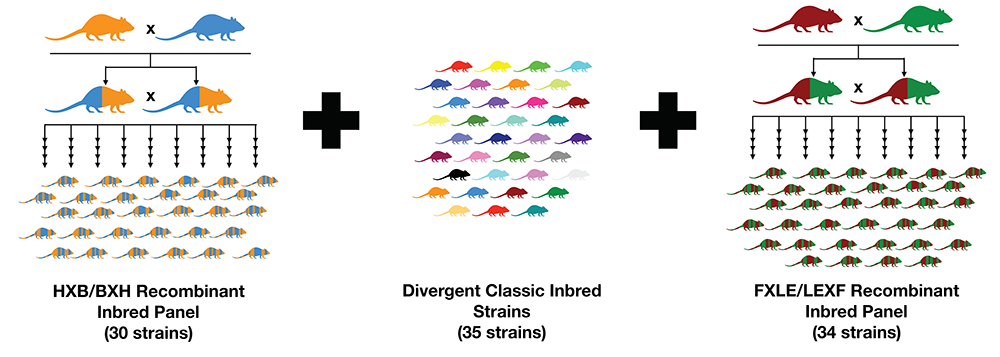 x
x
x
x
HXB/BXH Recombinant
Inbred Panel
(30 strains)
Divergent Classic Inbred
Strains
(35 strains)
FXLE/LEXF Recombinant
Inbred Panel
(34 strains)